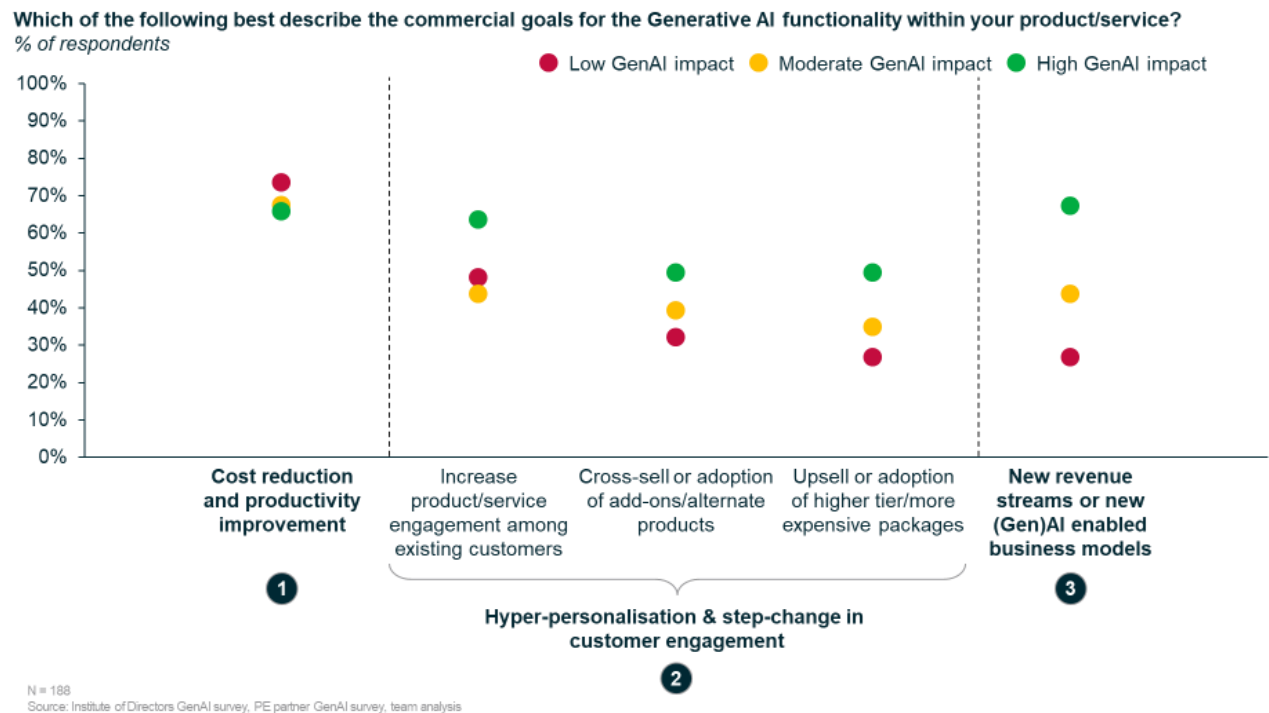 Which of the following best describe the commercial goals for the Generative AI functionality within your product/service?
% of respondents
Low GenAI impact
Moderate GenAI impact
High GenAI impact
100%
90%
80%
70%
60%
50%
40%
30%
20%
10%
0%
Cost reduction
and productivity
improvement
1
Increase
product/service
engagement among
existing customers
Cross-sell or adoption
of add-ons/alternate
products
Upsell or adoption
of higher tier/more
expensive packages
Hyper-personalisation & step-change in
customer engagement
2
New revenue
streams or new
(Gen)AI enabled
business models
3
N = 188
Source: Institute of Directors GenAI survey, PE partner GenAI survey, team analysis